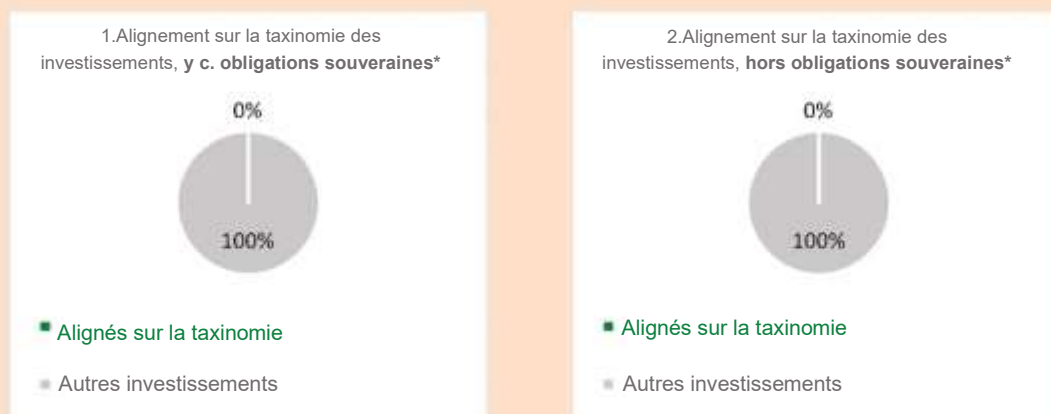 1.Alignement sur la taxinomie des
investissements, y c. obligations souveraines*
0%
100%
Alignés sur la taxinomie
Autres investissements
2.Alignement sur la taxinomie des
investissements, hors obligations souveraines*
0%
100%
Alignés sur la taxinomie
Autres investissements